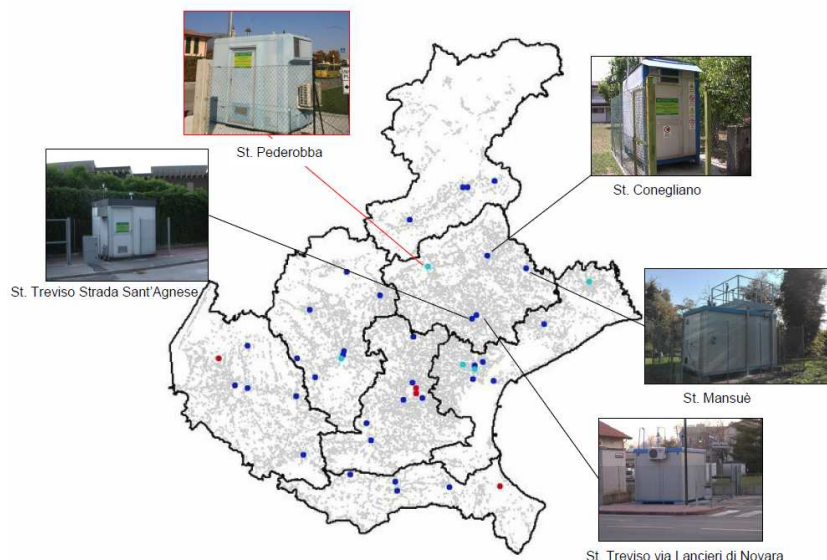 St. Pederobba
St. Conegliano
St. Treviso Strada Sant'Agnese
St. Mansuè
St. Treviso via Lancieri di Novara